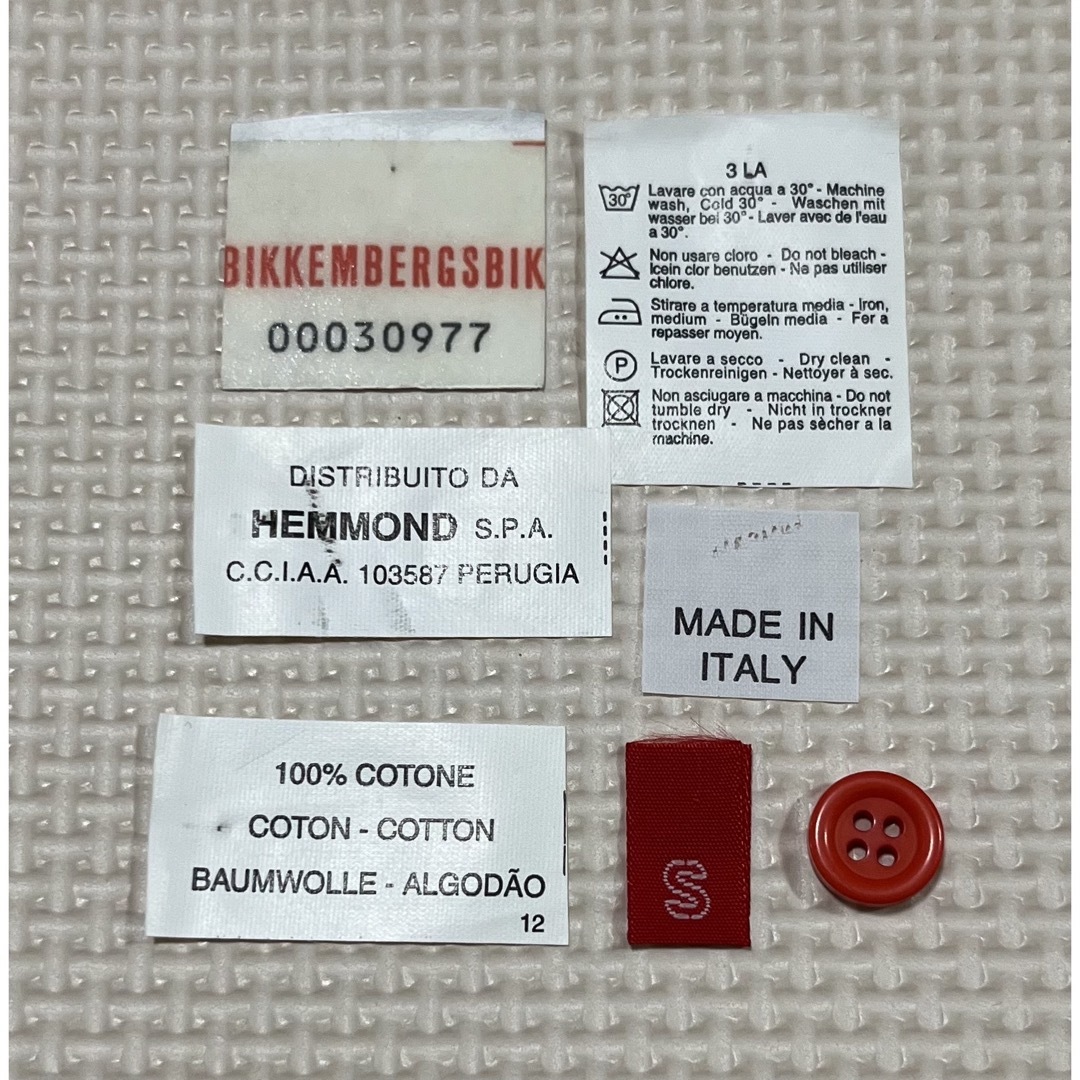 BIKKEMBERGSBIK
00030977
3 LA
30°
Lavare con acqua a 30° - Machine
wash, Cold 30° - Waschen mit
wasser bei 30° - Laver avec de l'eau
a 30°.
Non usare cloro - Do not bleach -
Icein clor benutzen - Ne pas utiliser
chlore.
Stirare a temperatura media - Iron,
medium - Bügeln media - Fer a
repasser moyen.
P
Lavare a secco - Dry clean -
Trockenreinigen - Nettoyer à sec.
Non asciugare a macchina - Do not
tumble dry - Nicht in trockner
trocknen - Ne pas sècher a la
machine.
DISTRIBUITO DA
HEMMOND S.P.A.
C.C.I.A.A. 103587 PERUGIA
MADE IN
ITALY
100% COTONE
COTON - COTTON
BAUMWOLLE - ALGODÃO
12
S